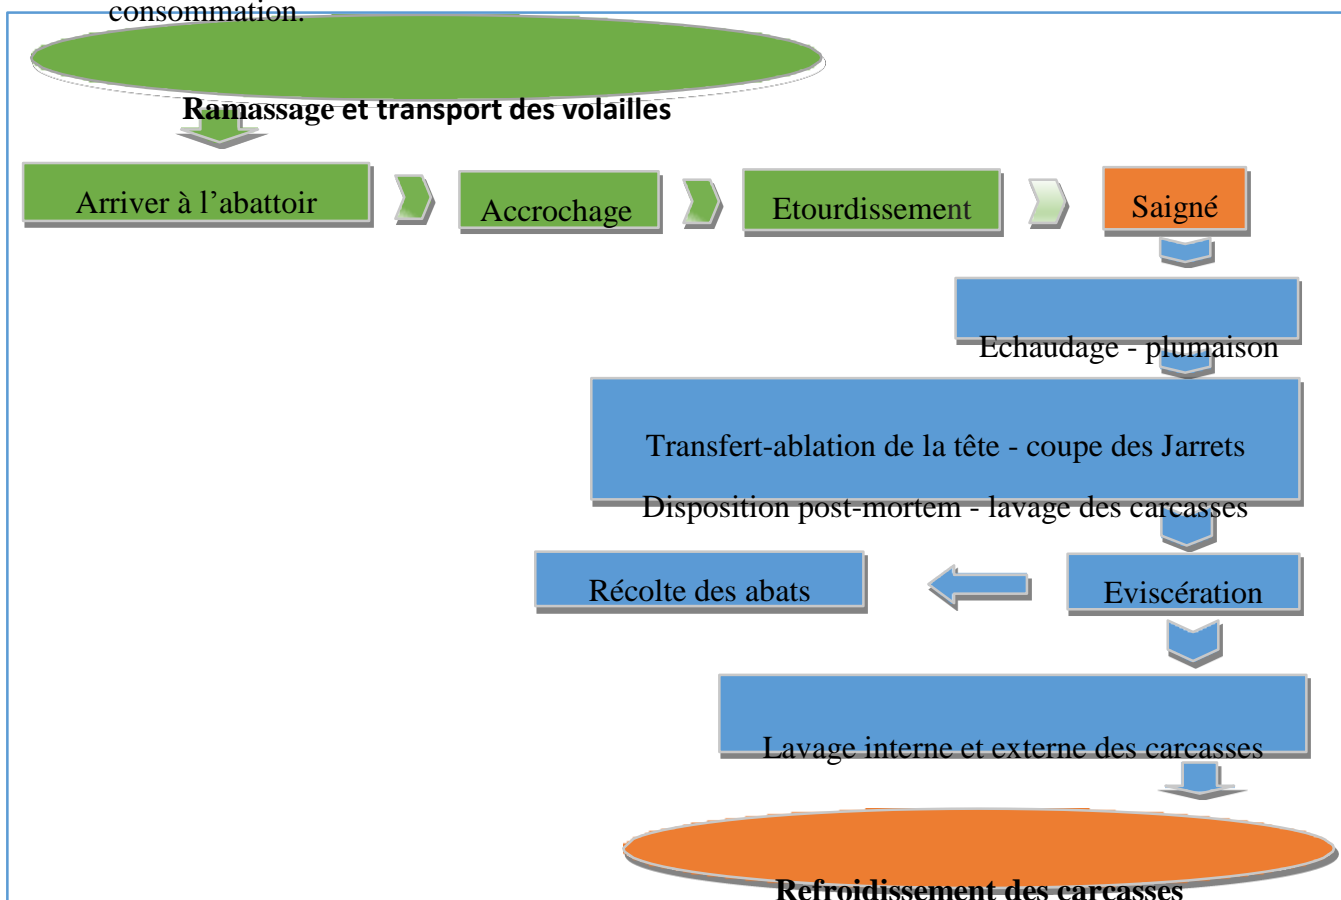 consommation.
Ramassage et transport des volailles
Arriver à l’abattoir
Accrochage
Etourdissement
Saigné
Echaudage - plumaison
Transfert-ablation de la tête - coupe des Jarrets
Disposition post-mortem - lavage des carcasses
Récolte des abats
Eviscération
Lavage interne et externe des carcasses
Refroidissement des carcasses